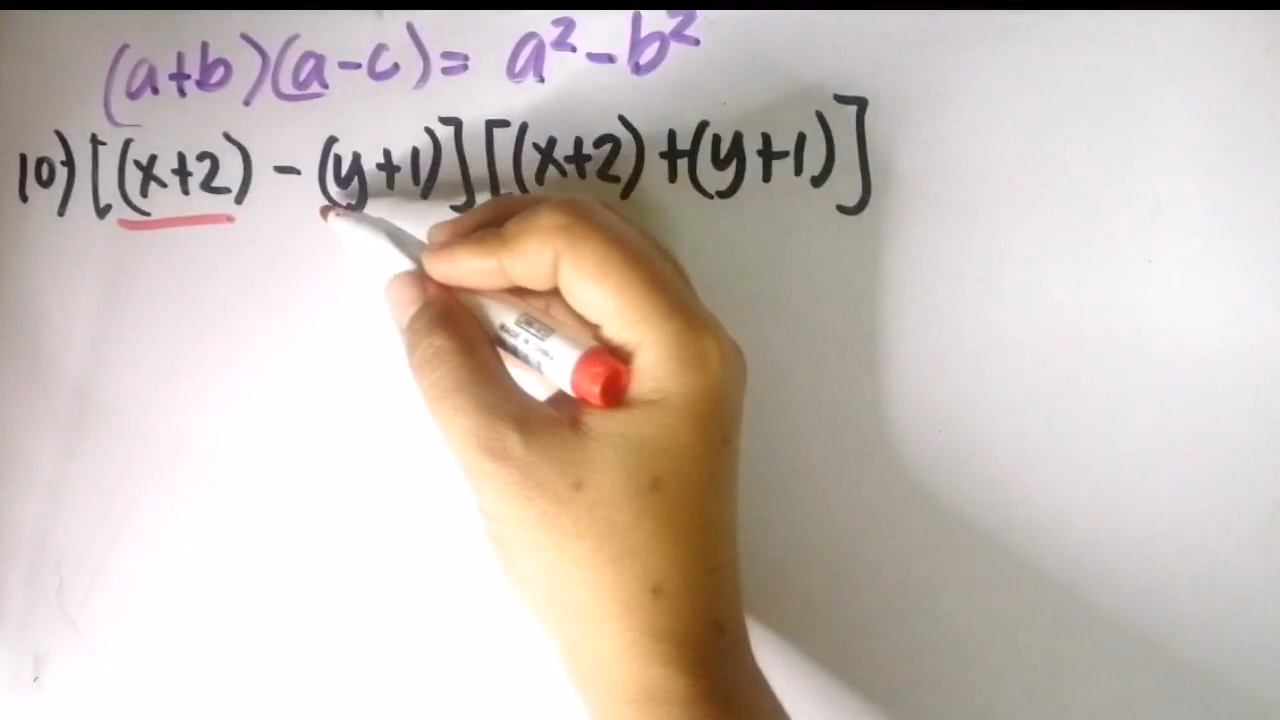 (a+b)(a-c)= a²-b²
10) [(x+2) - (y+1)] [(x+2) +(y+1)]